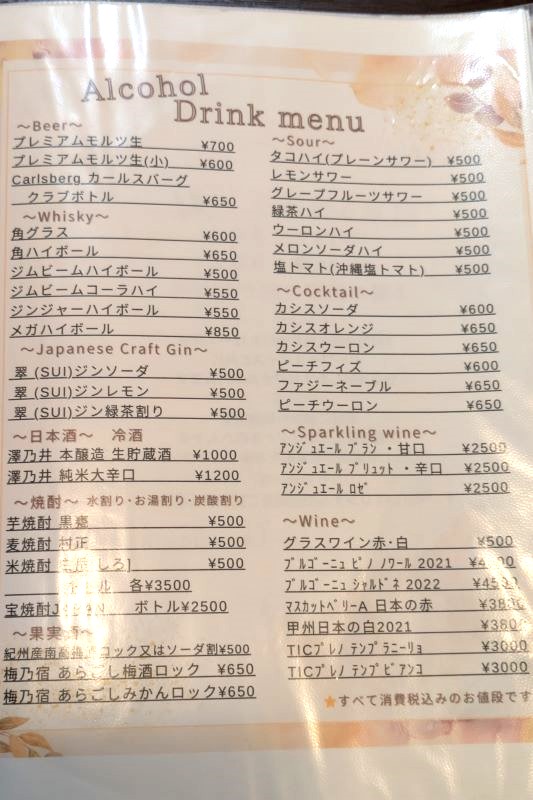 Alcohol
Drink menu
～Beer～
プレミアムモルツ生 ¥700
プレミアムモルツ生(小) ¥600
Carlsberg カールスバーグ
クラブボトル ¥650
～Whisky～
角グラス ¥600
角ハイボール ¥650
ジムビームハイボール ¥500
ジムビームコーラハイ ¥550
ジンジャーハイボール ¥550
メガハイボール ¥850
～Japanese Craft Gin～
翠 (SUI)ジンソーダ ¥500
翠 (SUI)ジンレモン ¥500
翠 (SUI)ジン緑茶割り ¥500
～日本酒～ 冷酒
澤乃井 本醸造 生貯蔵酒 ¥1000
澤乃井 純米大辛口 ¥1200
～焼酎～ 水割り・お湯割り・炭酸割り
芋焼酎 黒甕 ¥500
麦焼酎 村正 ¥500
米焼酎 しろ] ¥500
各¥3500
宝焼酎 ボトル¥2500
～果実酒～
紀州産南高梅 ロック又はソーダ割¥500
梅乃宿 あらごし梅酒ロック ¥650
梅乃宿 あらごしみかんロック¥650
～Sour～
タコハイ(プレーンサワー) ¥500
レモンサワー ¥500
グレープフルーツサワー ¥500
緑茶ハイ ¥500
ウーロンハイ ¥500
メロンソーダハイ ¥500
塩トマト(沖縄塩トマト) ¥500
～Cocktail～
カシスソーダ ¥600
カシスオレンジ ¥650
カシスウーロン ¥650
ピーチフィズ ¥600
ファジーネーブル ¥650
ピーチウーロン ¥650
～Sparkling wine～
ｱﾝｼﾞｭｴｰﾙ ﾌﾞﾗﾝ ・甘口 ¥2500
ｱﾝｼﾞｭｴｰﾙ ﾌﾞﾘｭｯﾄ ・辛口 ¥2500
ｱﾝｼﾞｭｴｰﾙ ﾛｾﾞ ¥2500
～Wine～
グラスワイン赤･白 ¥500
ﾌﾞﾙｺﾞｰﾆｭ ﾋﾟﾉ ﾉﾜｰﾙ 2021
ﾌﾞﾙｺﾞｰﾆｭ ｼｬﾙﾄﾞﾈ 2022
ﾏｽｶｯﾄﾍﾞﾘｰA 日本の赤
甲州日本の白2021
TICﾌﾟﾚﾉ ﾃﾝﾌﾟﾗﾆｰﾘｮ ¥3000
TICﾌﾟﾚﾉ ﾃﾝﾌﾟﾋﾞｱﾝｺ ¥3000
★すべて消費税込みのお値段です